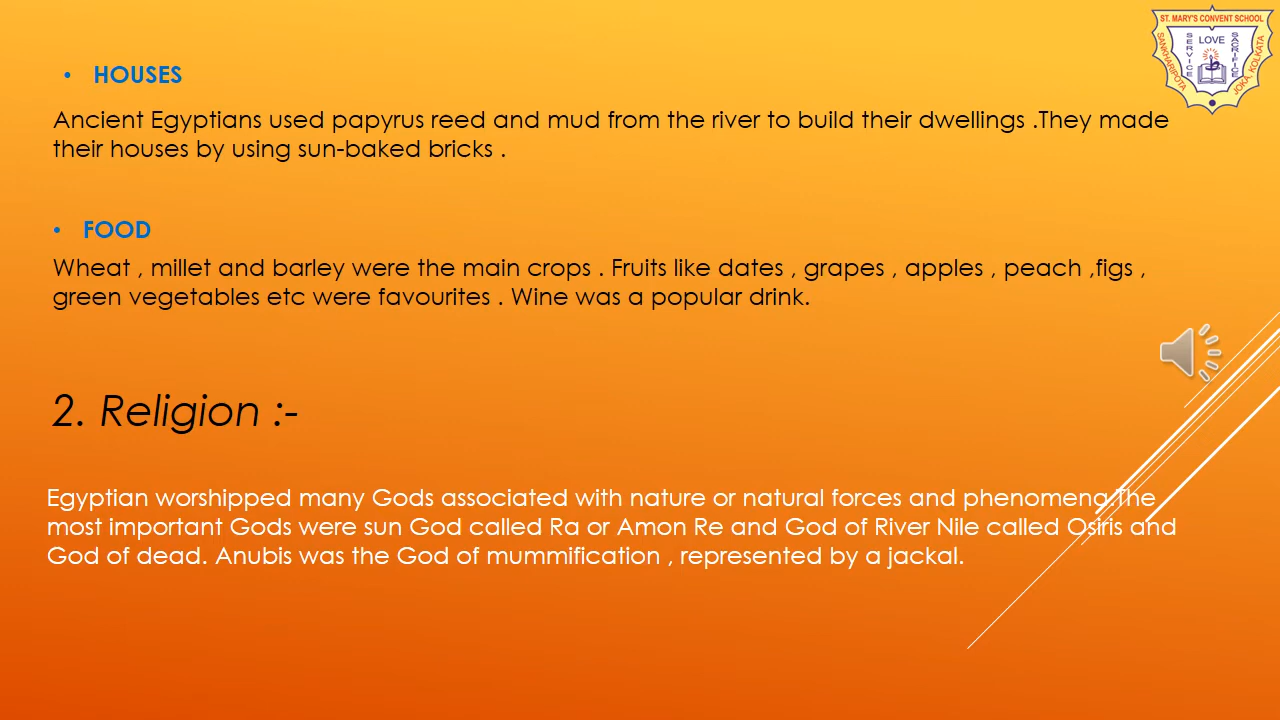 ST. MARY'S CONVENT SCHOOL
SANKHARIPOTA
SERVICE
LOVE
SACRIFICE
JOKA, KOLKATA
• HOUSES
Ancient Egyptians used papyrus reed and mud from the river to build their dwellings .They made
their houses by using sun-baked bricks .
• FOOD
Wheat , millet and barley were the main crops . Fruits like dates , grapes , apples , peach ,figs ,
green vegetables etc were favourites . Wine was a popular drink.
2. Religion :-
Egyptian worshipped many Gods associated with nature or natural forces and phenomena.The
most important Gods were sun God called Ra or Amon Re and God of River Nile called Osiris and
God of dead. Anubis was the God of mummification , represented by a jackal.